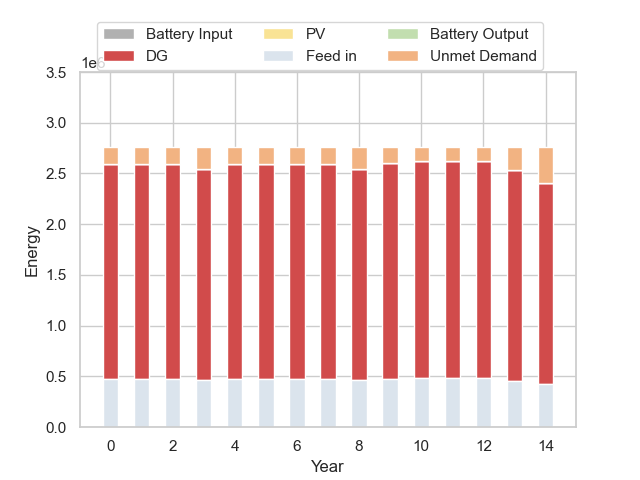 Battery Input PV Battery Output
DG Feed in Unmet Demand
1e6
3.5
3.0
2.5
2.0
1.5
1.0
0.5
0.0
Energy
0 2 4 6 8 10 12 14
Year